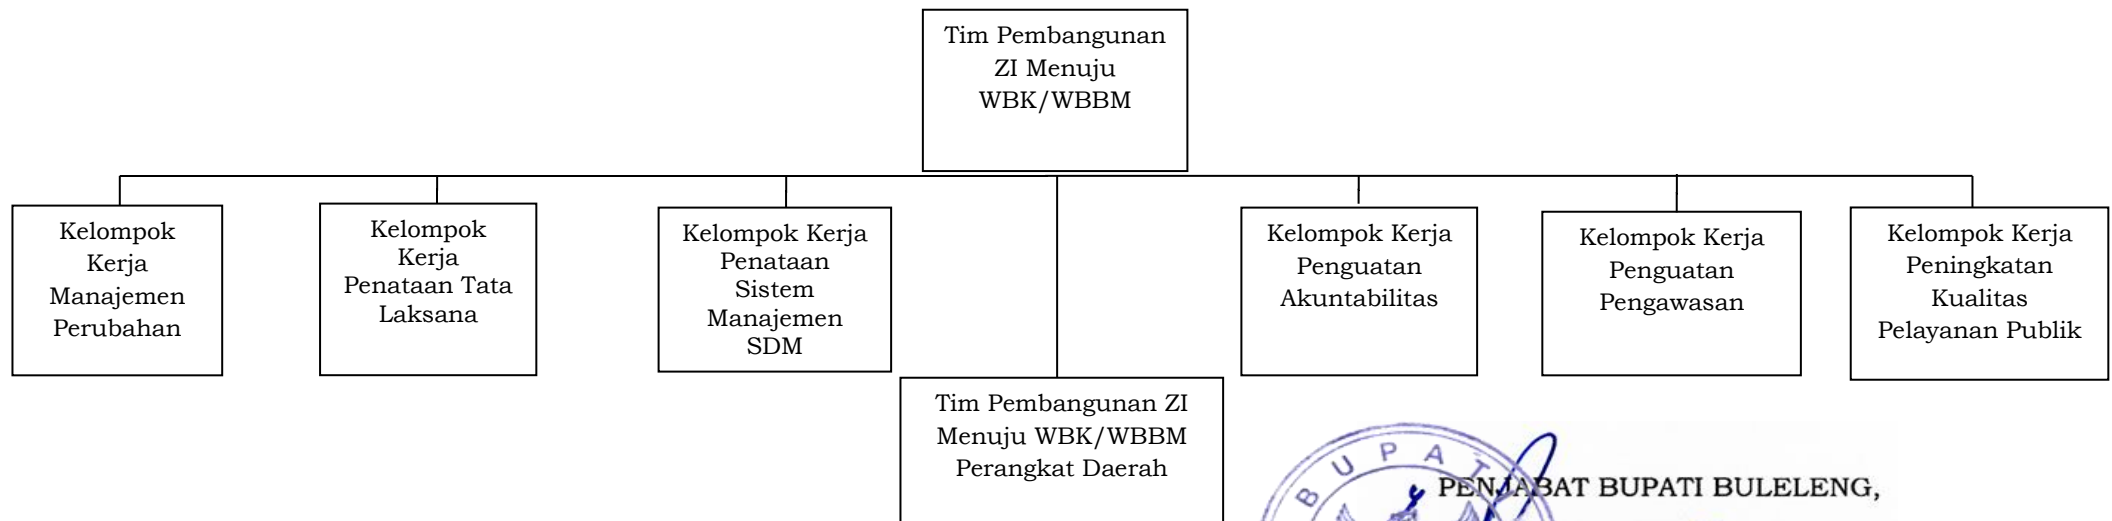 Tim Pembangunan
ZI Menuju
WBK/WBBM
Kelompok
Kerja
Manajemen
Perubahan
Kelompok
Kerja
Penataan Tata
Laksana
Kelompok Kerja
Penataan
Sistem
Manajemen
SDM
Kelompok Kerja
Penguatan
Akuntabilitas
Kelompok Kerja
Penguatan
Pengawasan
Kelompok Kerja
Peningkatan
Kualitas
Pelayanan Publik
Tim Pembangunan ZI
Menuju WBK/WBBM
Perangkat Daerah
BUPATI
PENJABAT BUPATI BULELENG,